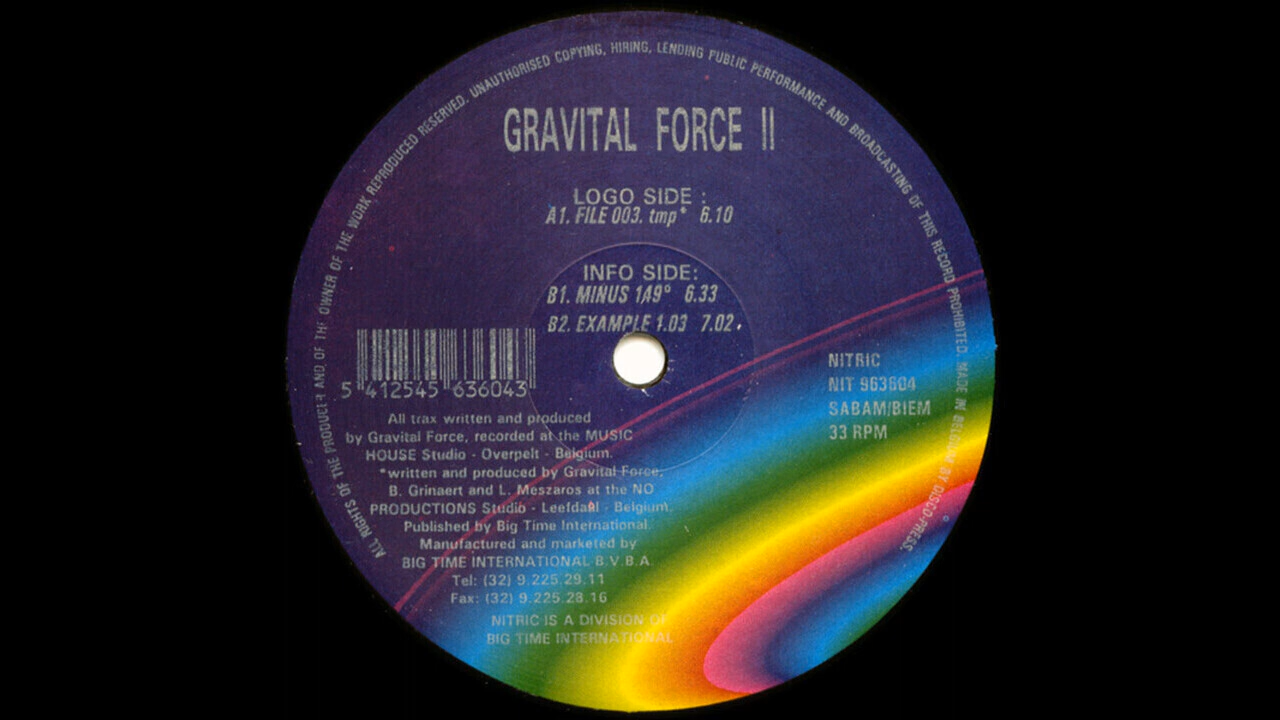 ALL RIGHTS OF THE PRODUCER AND OF THE OWNER OF THE WORK REPRODUCED RESERVED. UNAUTHORISED COPYING, HIRING, LENDING PUBLIC PERFORMANCE AND BROADCASTING OF THIS RECORD PROHIBITED. MADE IN BELGIUM BY DISCO-PRESS.
GRAVITAL FORCE II
LOGO SIDE :
A1. FILE 003. tmp* 6.10
INFO SIDE:
B1. MINUS 1A9° 6.33
B2. EXAMPLE 1.03 7.02.
5 412545 636043
All trax written and produced
by Gravital Force, recorded at the MUSIC
HOUSE Studio - Overpelt - Belgium.
*written and produced by Gravital Force,
B. Grinaert and L. Meszaros at the NO
PRODUCTIONS Studio - Leefdaal - Belgium.
Published by Big Time International.
Manufactured and marketed by
BIG TIME INTERNATIONAL B.V.B.A.
Tel: (32) 9.225.29.11
Fax: (32) 9.225.28.16
NITRIC IS A DIVISION OF
BIG TIME INTERNATIONAL
NITRIC
NIT 963604
SABAM/BIEM
33 RPM